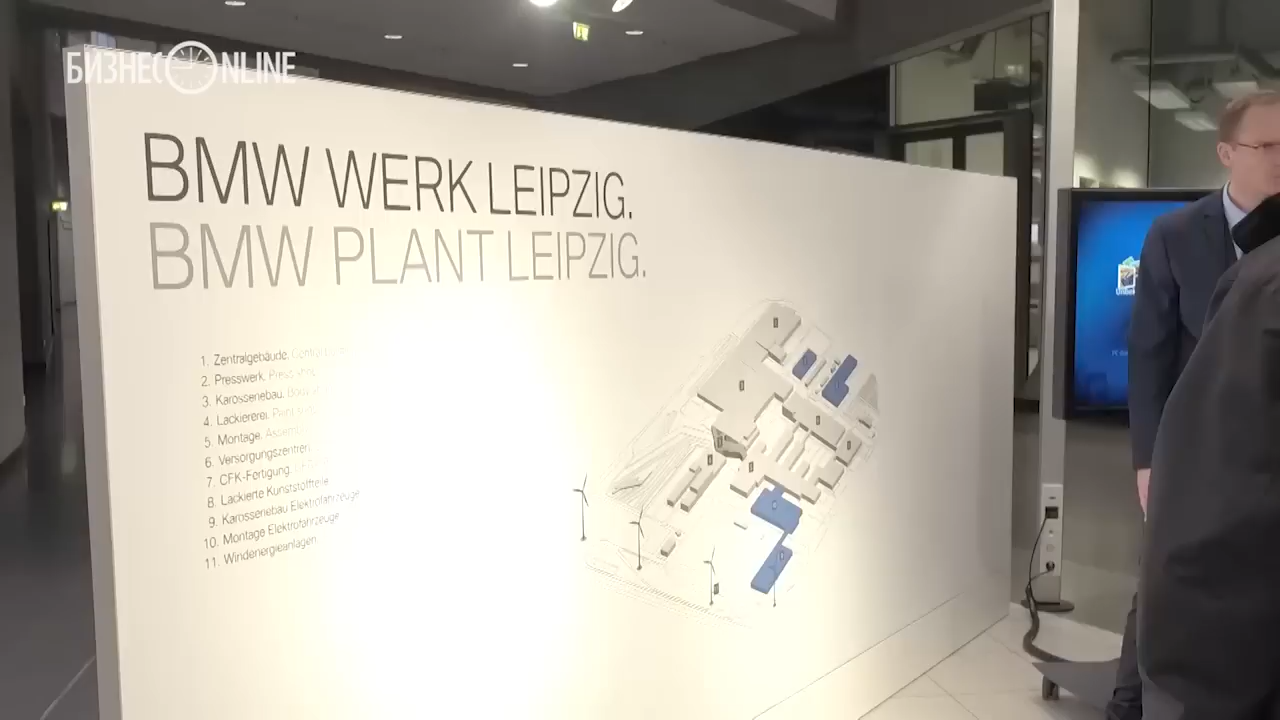 БИЗНЕС ONLINE
BMW WERK LEIPZIG.
BMW PLANT LEIPZIG.
1. Zentralgebäude.
2. Presswerk.
3. Karosseriebau.
4. Lackiererei.
5. Montage.
6. Versorgungszentren
7. CFK-Fertigung.
8. Lackierte Kunststoffteile
9. Karosseriebau Elektrofahrzeuge
10. Montage Elektrofahrzeuge
11. Windenergieanlagen.